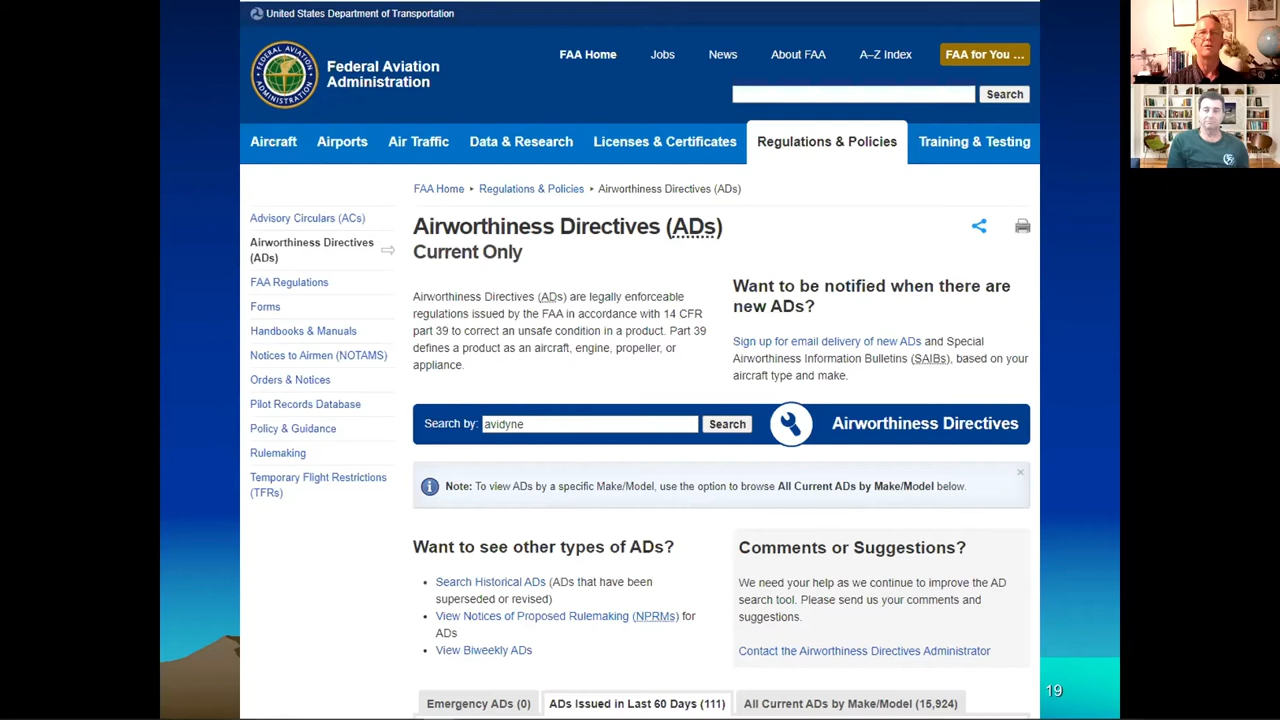 United States Department of Transportation
FAA Home Jobs News About FAA A–Z Index FAA for You ...
Federal Aviation
Administration
Search
Aircraft Airports Air Traffic Data & Research Licenses & Certificates Regulations & Policies Training & Testing
FAA Home ▸ Regulations & Policies ▸ Airworthiness Directives (ADs)
Advisory Circulars (ACs)
Airworthiness Directives
(ADs)
FAA Regulations
Forms
Handbooks & Manuals
Notices to Airmen (NOTAMS)
Orders & Notices
Pilot Records Database
Policy & Guidance
Rulemaking
Temporary Flight Restrictions
(TFRs)
Airworthiness Directives (ADs)
Current Only
Airworthiness Directives (ADs) are legally enforceable
regulations issued by the FAA in accordance with 14 CFR
part 39 to correct an unsafe condition in a product. Part 39
defines a product as an aircraft, engine, propeller, or
appliance.
Want to be notified when there are
new ADs?
Sign up for email delivery of new ADs and Special
Airworthiness Information Bulletins (SAIBs), based on your
aircraft type and make.
Search by: avidyne Search Airworthiness Directives
Note: To view ADs by a specific Make/Model, use the option to browse All Current ADs by Make/Model below.
Want to see other types of ADs?
• Search Historical ADs (ADs that have been
superseded or revised)
• View Notices of Proposed Rulemaking (NPRMs) for
ADs
• View Biweekly ADs
Comments or Suggestions?
We need your help as we continue to improve the AD
search tool. Please send us your comments and
suggestions.
Contact the Airworthiness Directives Administrator
Emergency ADs (0) ADs Issued in Last 60 Days (111) All Current ADs by Make/Model (15,924)
19